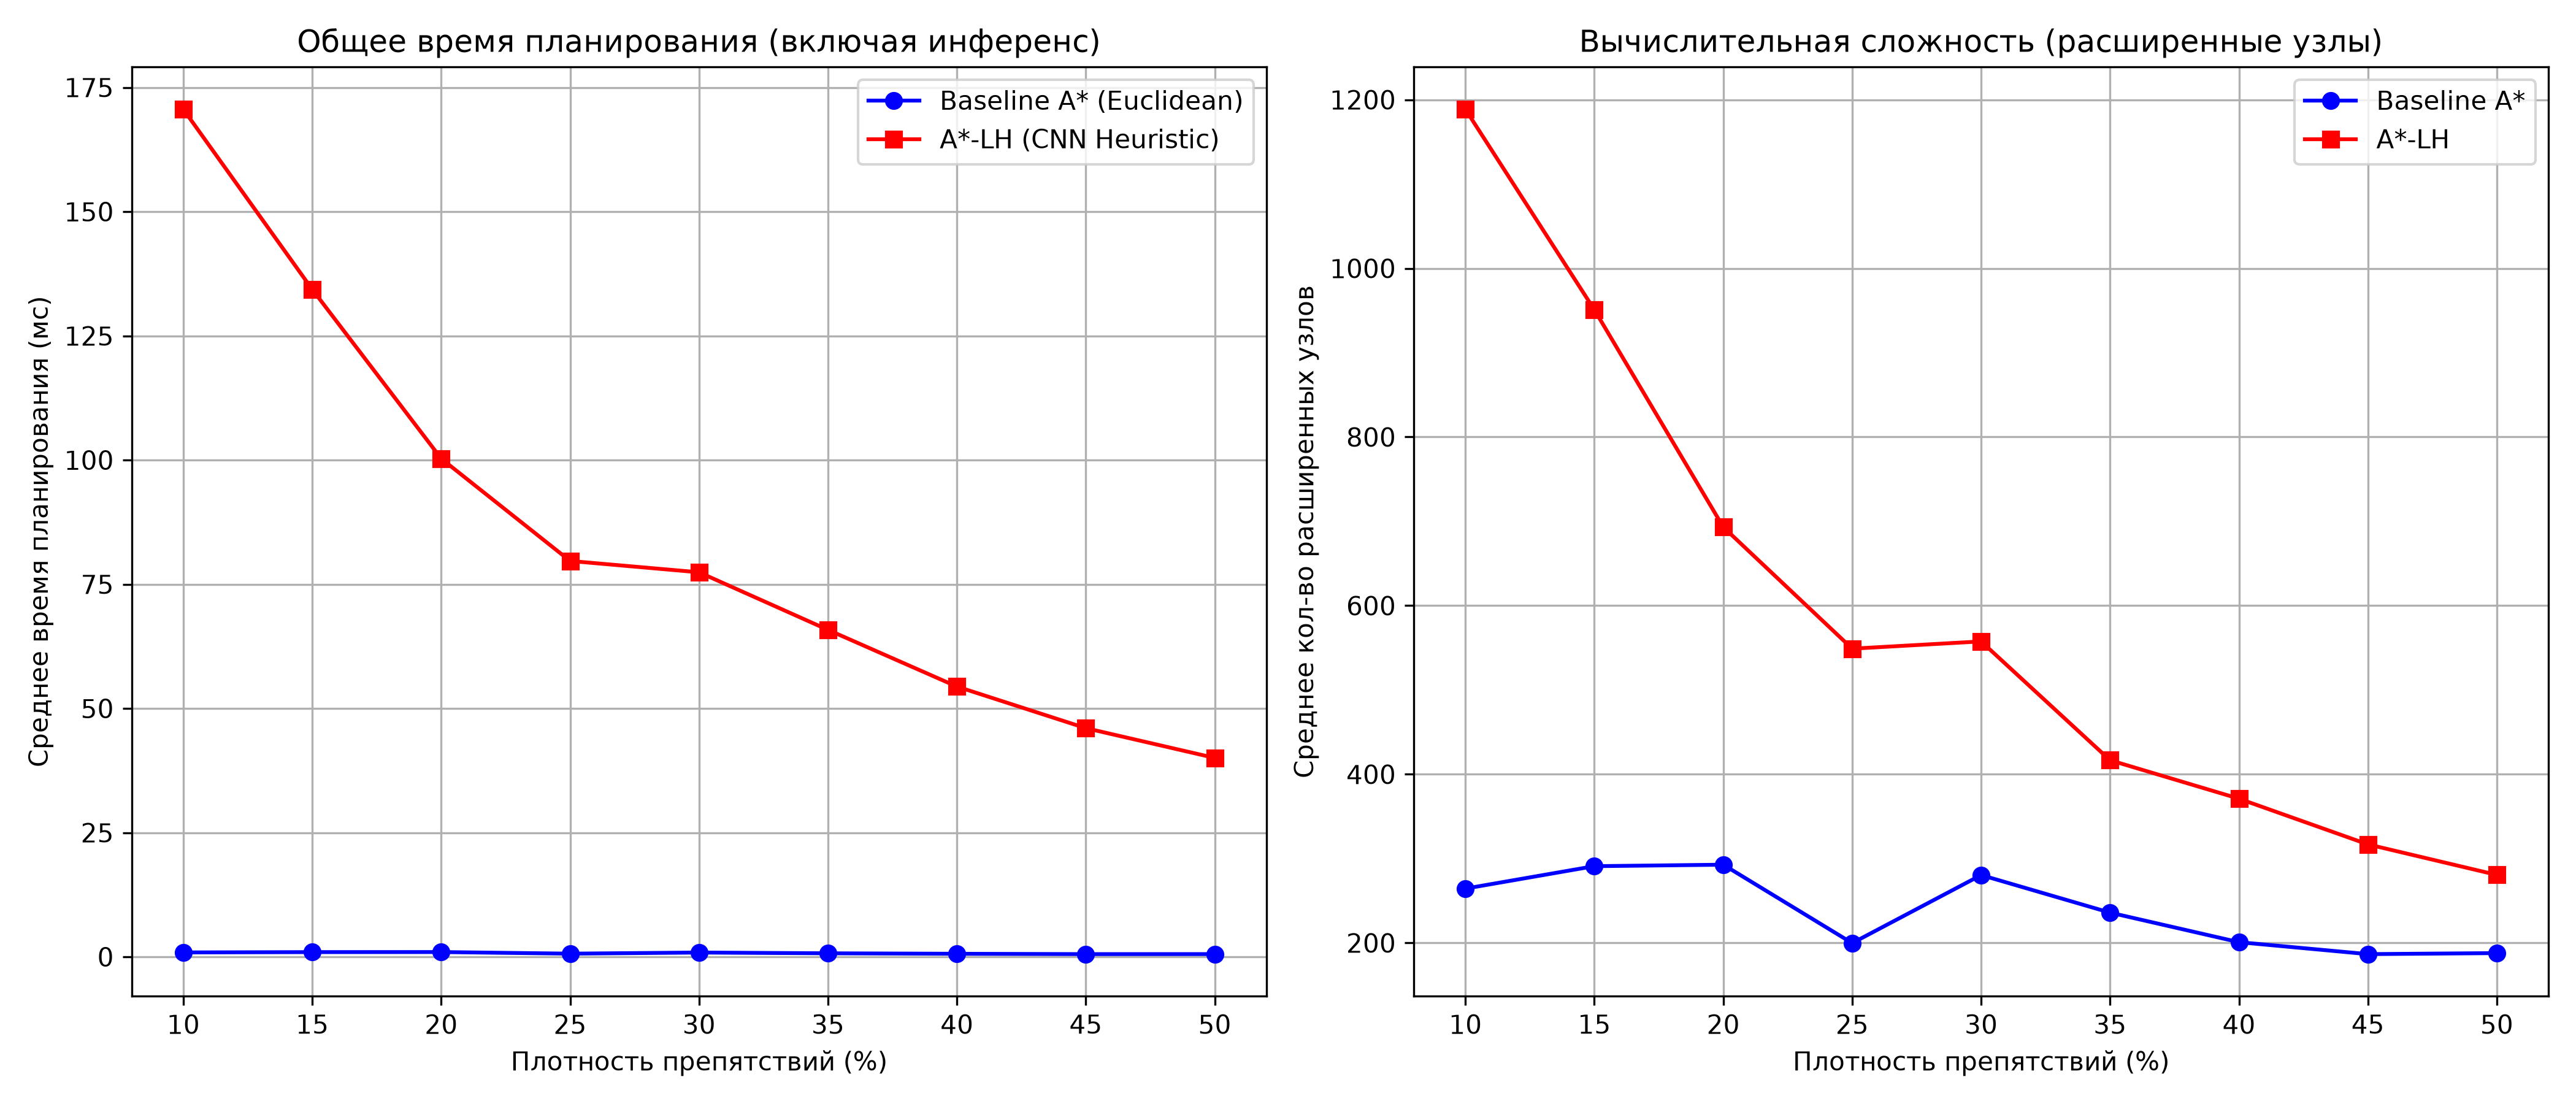 Общее время планирования (включая инференс)
Среднее время планирования (мс)
175
150
125
100
75
50
25
0
Baseline A* (Euclidean)
A*-LH (CNN Heuristic)
10 15 20 25 30 35 40 45 50
Плотность препятствий (%)
Вычислительная сложность (расширенные узлы)
Среднее кол-во расширенных узлов
1200
1000
800
600
400
200
Baseline A*
A*-LH
10 15 20 25 30 35 40 45 50
Плотность препятствий (%)